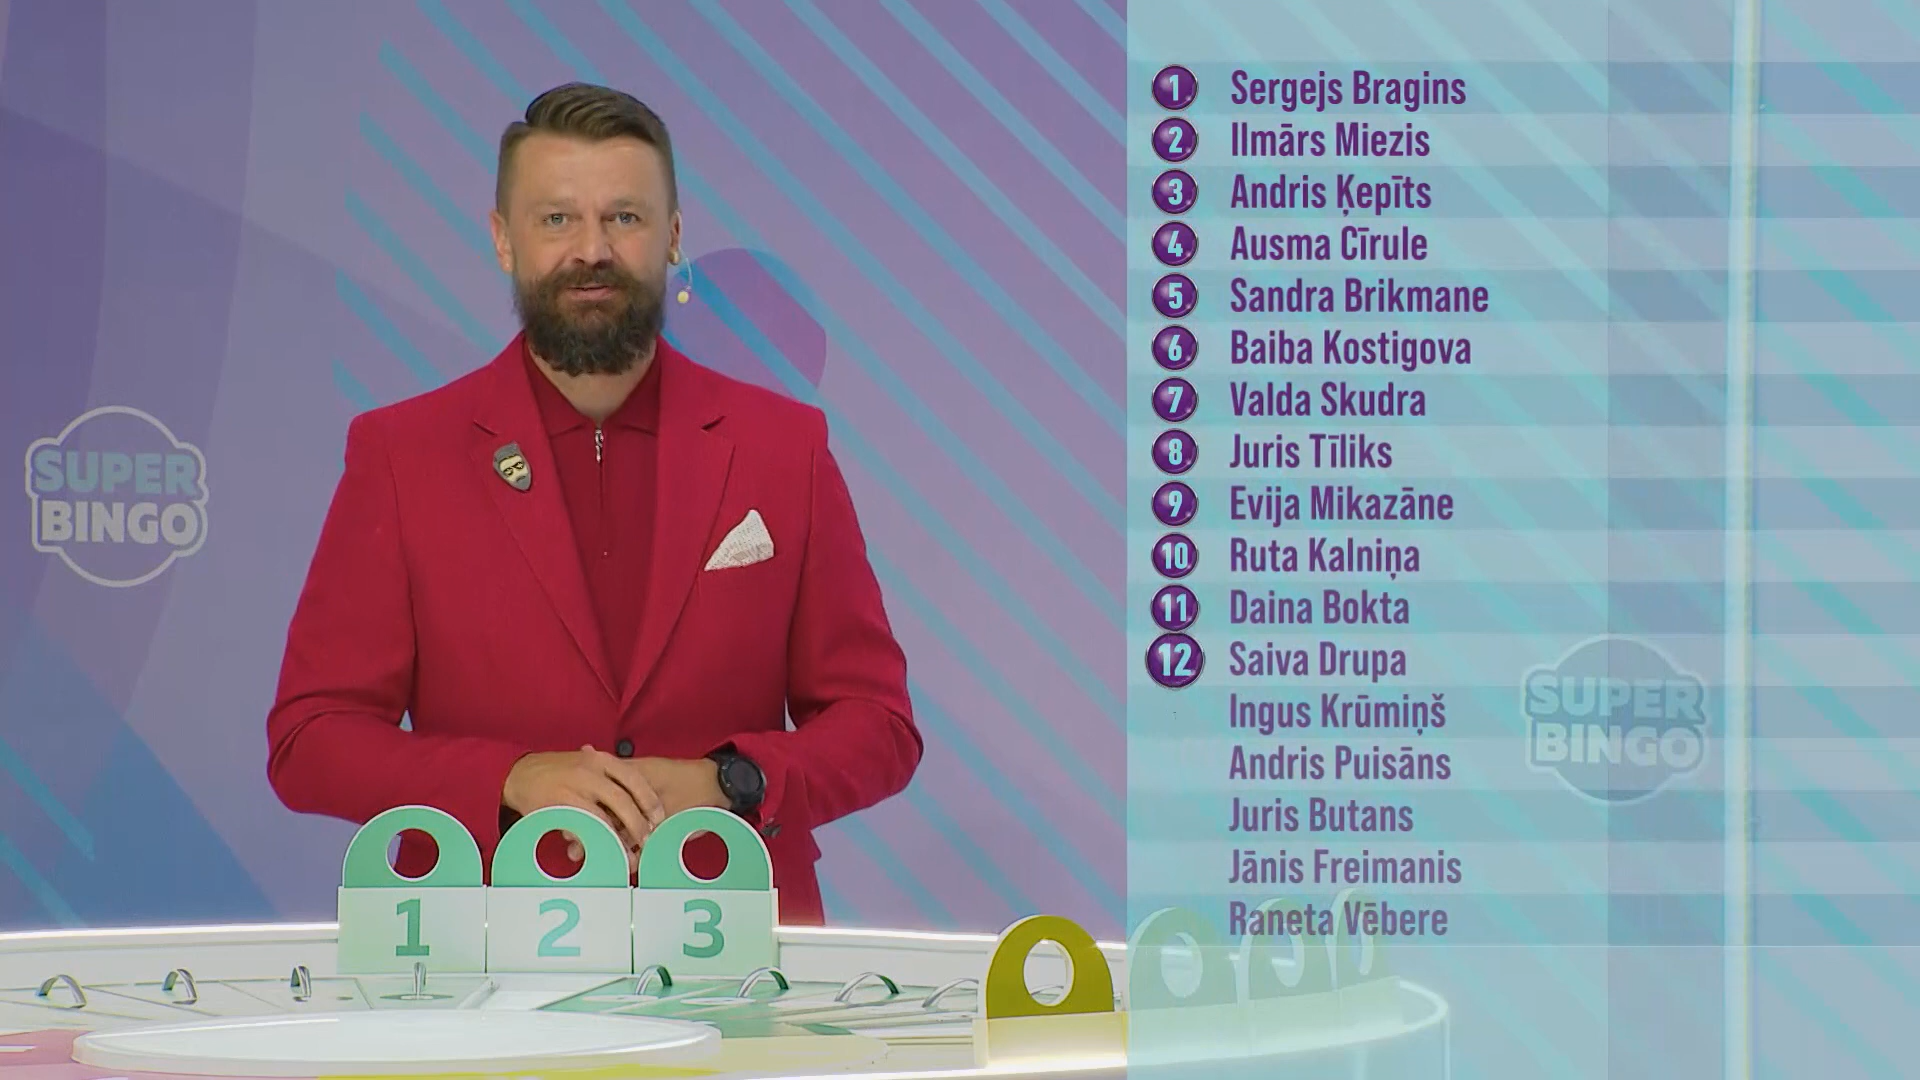 SUPER
BINGO
1 Sergejs Bragins
2 Ilmārs Miezis
3 Andris Ķepīts
4 Ausma Cīrule
5 Sandra Brikmane
6 Baiba Kostigova
7 Valda Skudra
8 Juris Tīliks
9 Evija Mikazāne
10 Ruta Kalniņa
11 Daina Bokta
12 Saiva Drupa
Ingus Krūmiņš
Andris Puisāns
Juris Butans
Jānis Freimanis
Raneta Vēbere
SUPER
BINGO
1 2 3